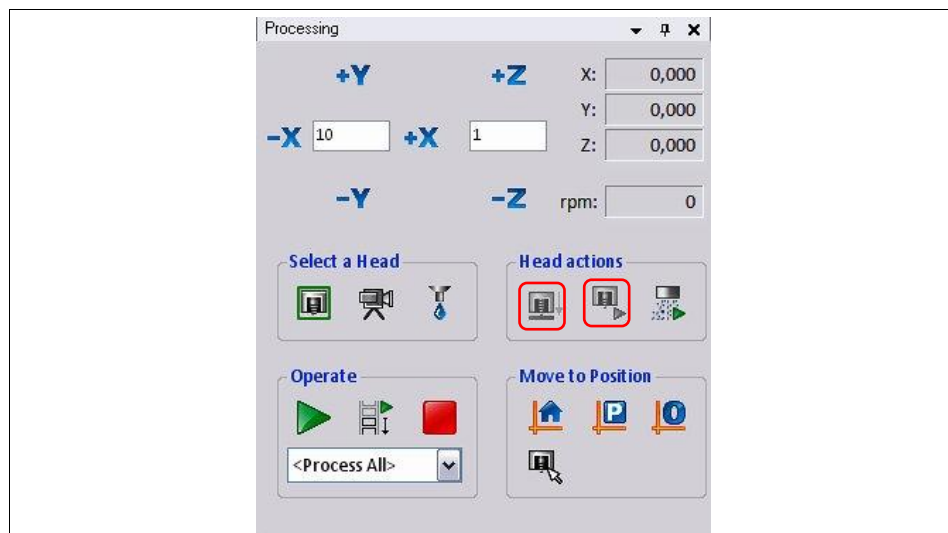 Processing
+Y +Z X: 0,000
Y: 0,000
-X 10 +X 1 Z: 0,000
-Y -Z rpm: 0
Select a Head Head actions
Operate Move to Position
P 0
<Process All>